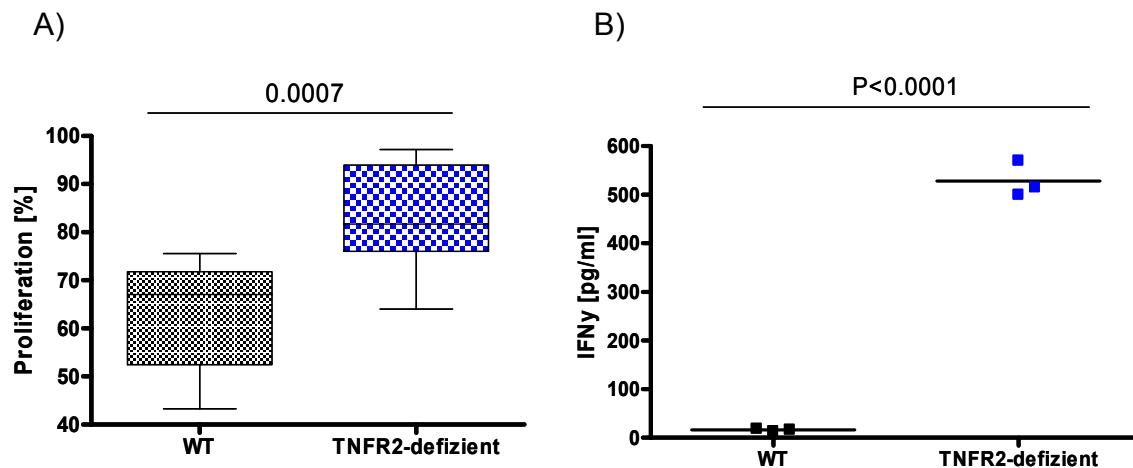 A)
0.0007
Proliferation [%]
100
90
80
70
60
50
40
WT
TNFR2-defizient
B)
P<0.0001
IFNy [pg/ml]
600
500
400
300
200
100
0
WT
TNFR2-defizient